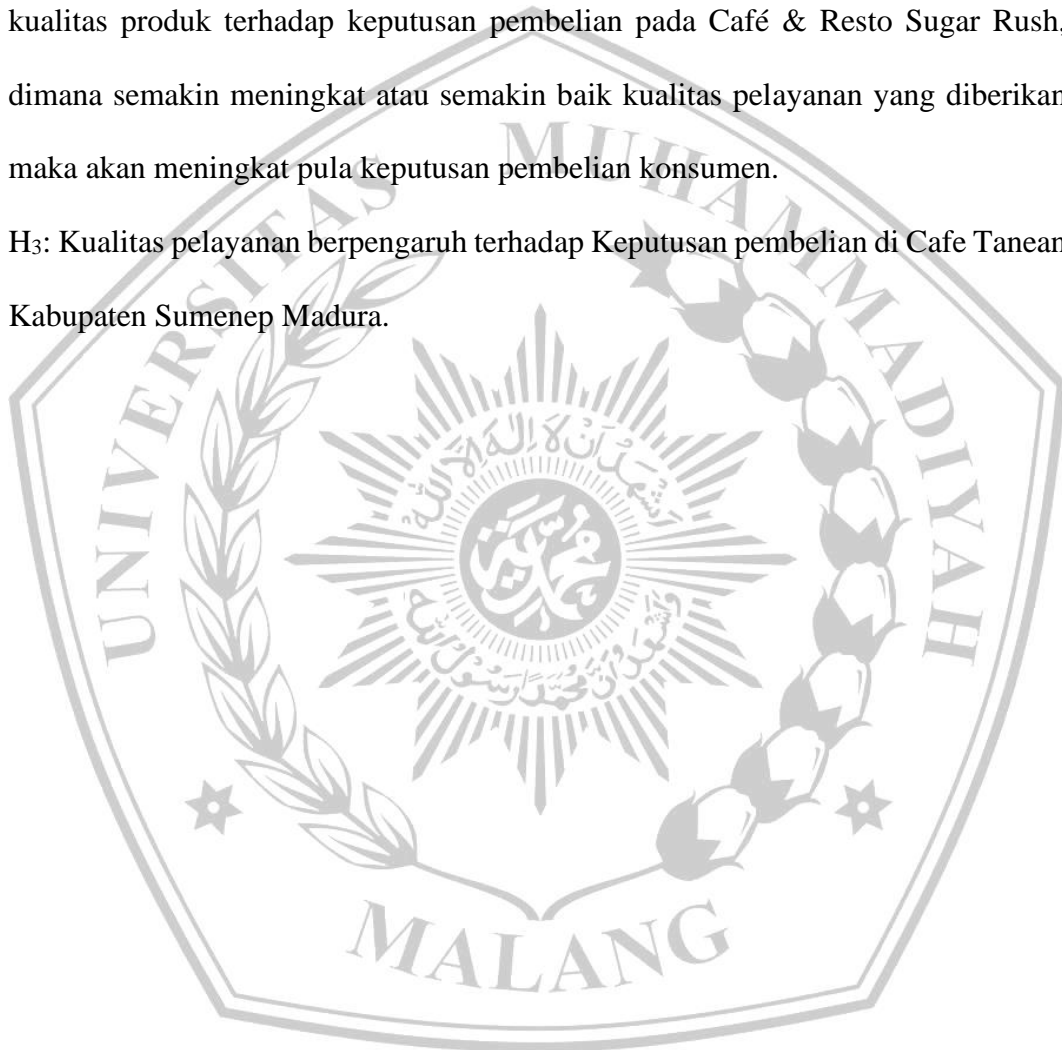 kualitas produk terhadap keputusan pembelian pada Café & Resto Sugar Rush,
dimana semakin meningkat atau semakin baik kualitas pelayanan yang diberikan
maka akan meningkat pula keputusan pembelian konsumen.
H₃: Kualitas pelayanan berpengaruh terhadap Keputusan pembelian di Cafe Tanean
Kabupaten Sumenep Madura.
UNIVERSITAS MUHAMMADIYAH
MALANG